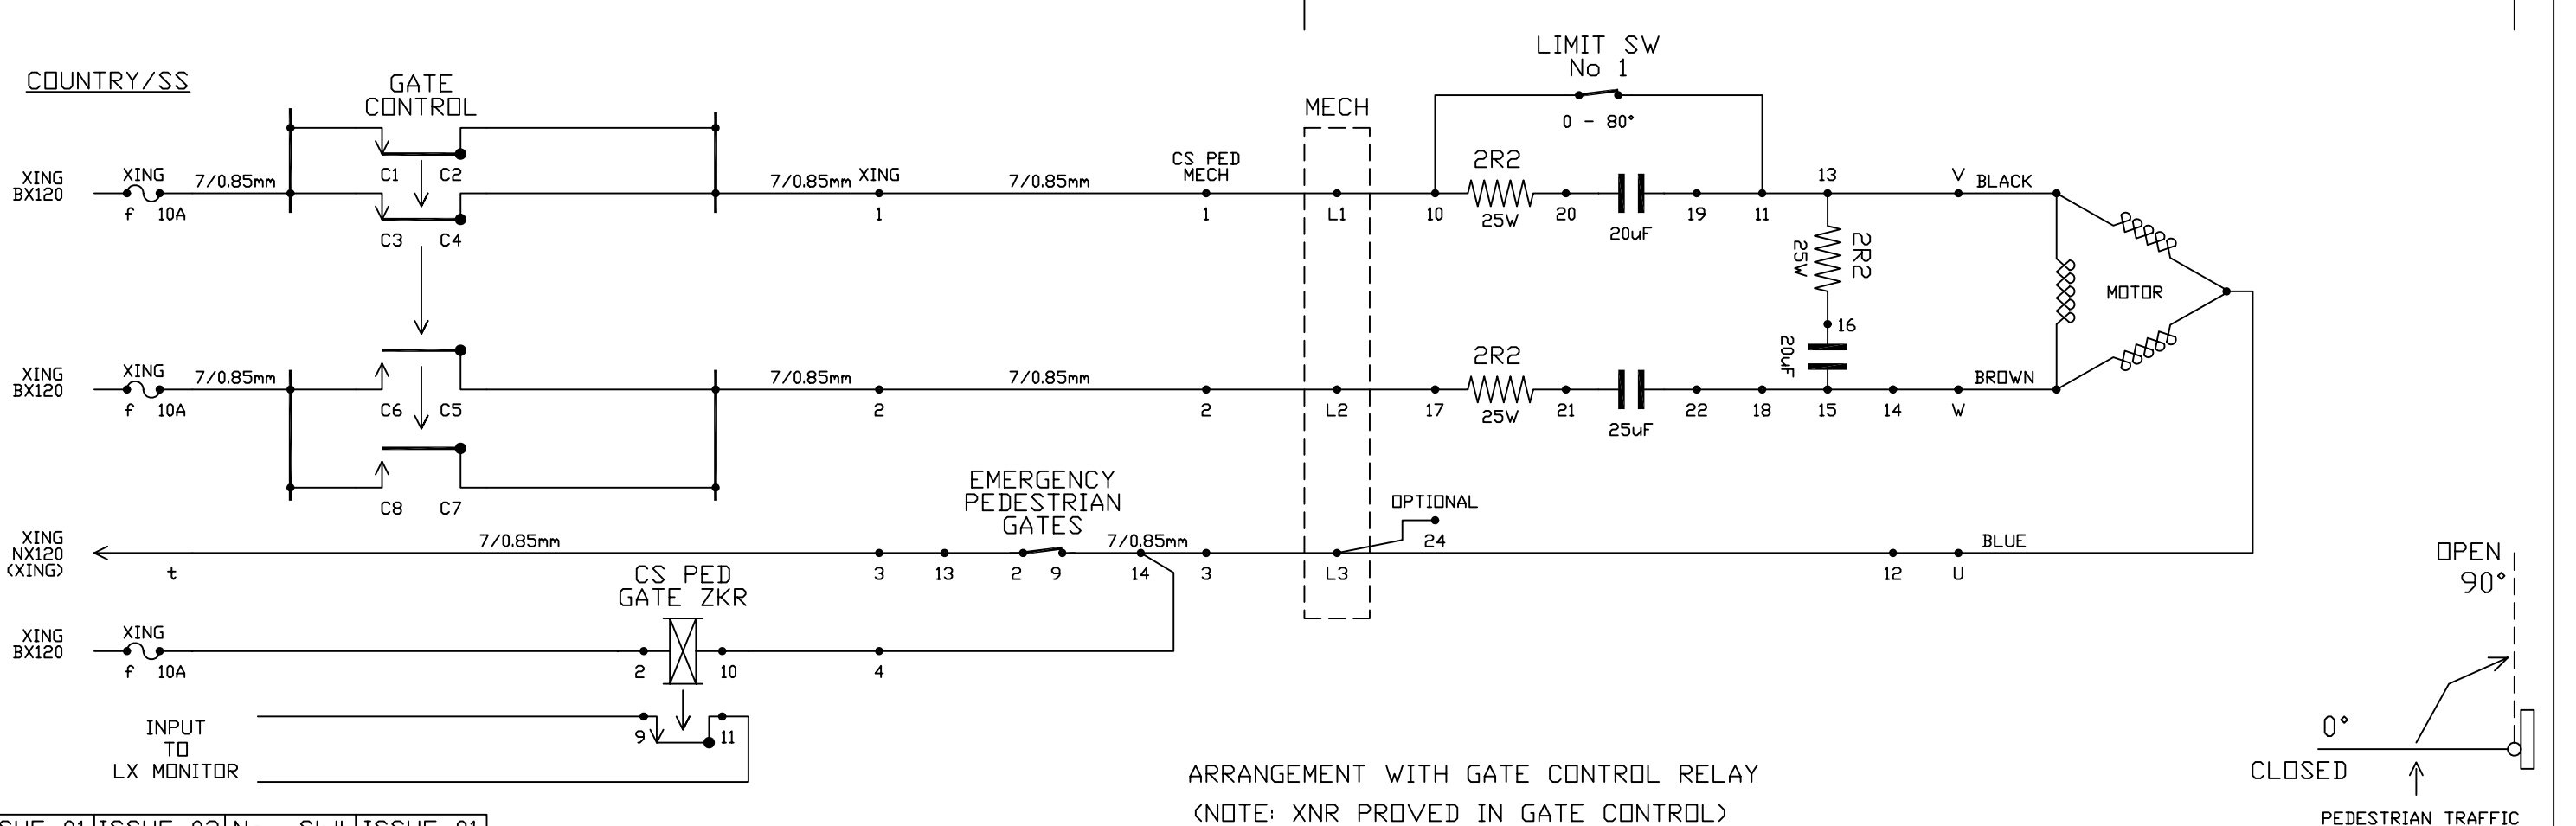 COUNTRY/SS
GATE
CONTROL
LIMIT SW
No 1
0 - 80°
MECH
XING
BX120
XING
f 10A
7/0.85mm
C1 C2
C3 C4
7/0.85mm
XING
1
7/0.85mm
CS PED
MECH
1
L1
10
2R2
25W
20
20uF
19
11
13
V
BLACK
2R2
25W
16
20uF
MOTOR
XING
BX120
XING
f 10A
7/0.85mm
C6 C5
C8 C7
7/0.85mm
2
7/0.85mm
2
L2
17
2R2
25W
21
25uF
22
18
15
14
W
BROWN
EMERGENCY
PEDESTRIAN
GATES
OPTIONAL
24
XING
NX120
(XING)
t
7/0.85mm
3
13
2 9
7/0.85mm
14
3
L3
12
U
BLUE
CS PED
GATE ZKR
XING
BX120
XING
f 10A
2
10
4
9
11
INPUT
TO
LX MONITOR
OPEN
90°
0°
CLOSED
PEDESTRIAN TRAFFIC
ARRANGEMENT WITH GATE CONTROL RELAY
(NOTE: XNR PROVED IN GATE CONTROL)